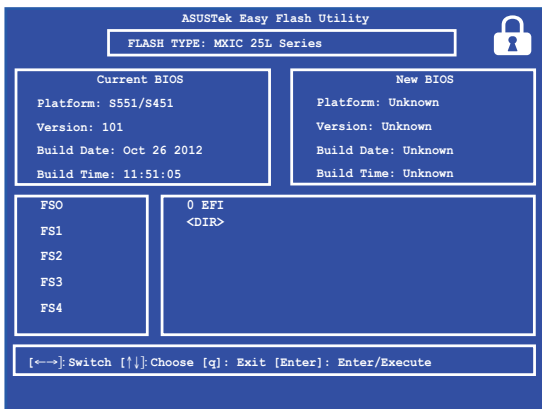 ASUSTek Easy Flash Utility
FLASH TYPE: MXIC 25L Series
Current BIOS
Platform: S551/S451
Version: 101
Build Date: Oct 26 2012
Build Time: 11:51:05
New BIOS
Platform: Unknown
Version: Unknown
Build Date: Unknown
Build Time: Unknown
FSO
FS1
FS2
FS3
FS4
0 EFI
<DIR>
[←→]: Switch [↑↓]: Choose [q]: Exit [Enter]: Enter/Execute